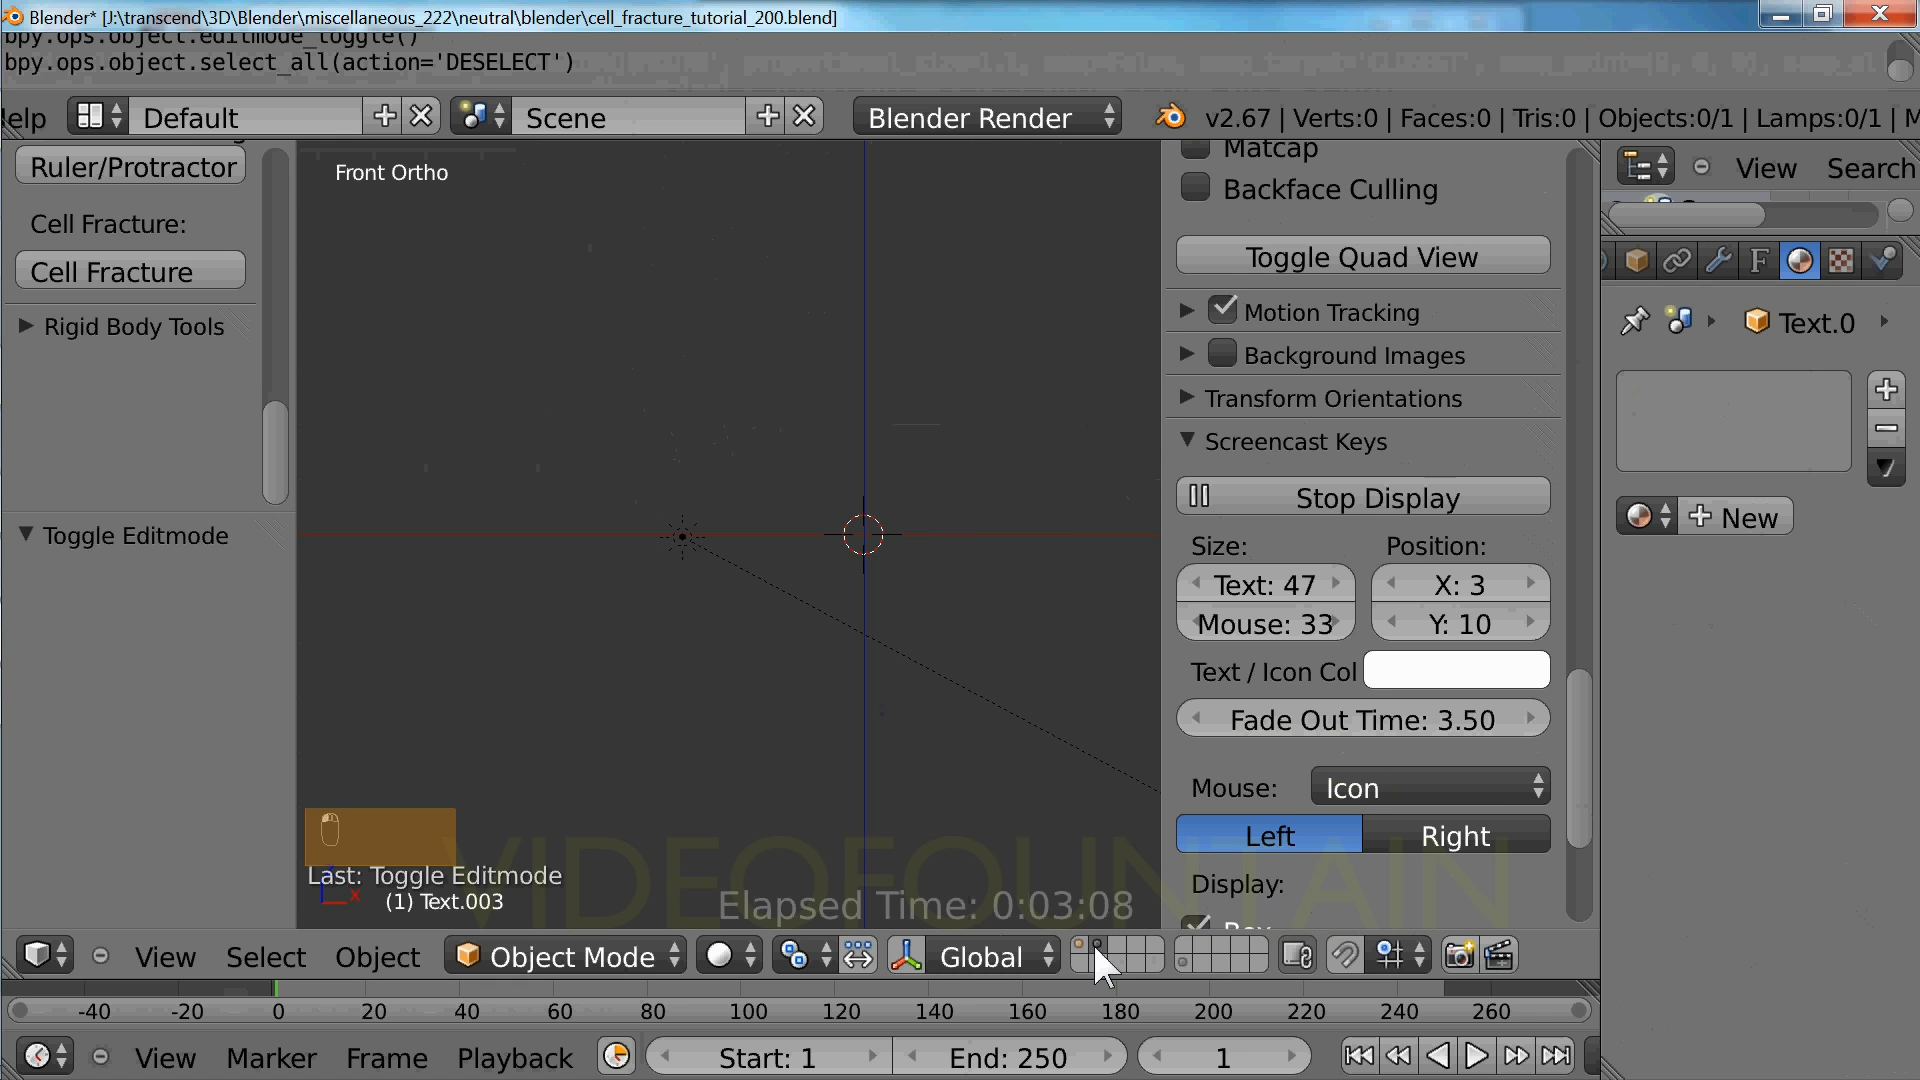 Blender* [J:\transcend\3D\Blender\miscellaneous_222\neutral\blender\cell_fracture_tutorial_200.blend]
bpy.ops.object.editmode_toggle()
bpy.ops.object.select_all(action='DESELECT')
elp
Default
Scene
Blender Render
v2.67 | Verts:0 | Faces:0 | Tris:0 | Objects:0/1 | Lamps:0/1 | M
Ruler/Protractor
Cell Fracture:
Cell Fracture
Rigid Body Tools
Toggle Editmode
Front Ortho
Last: Toggle Editmode
(1) Text.003
Elapsed Time: 0:03:08
VIDEOFOUNTAIN
Matcap
Backface Culling
Toggle Quad View
Motion Tracking
Background Images
Transform Orientations
Screencast Keys
Stop Display
Size: Position:
Text: 47 X: 3
Mouse: 33 Y: 10
Text / Icon Col
Fade Out Time: 3.50
Mouse: Icon
Left Right
Display:
View Search
F
Text.0
New
View Select Object Object Mode Global
-40 -20 0 20 40 60 80 100 120 140 160 180 200 220 240 260
View Marker Frame Playback Start: 1 End: 250 1